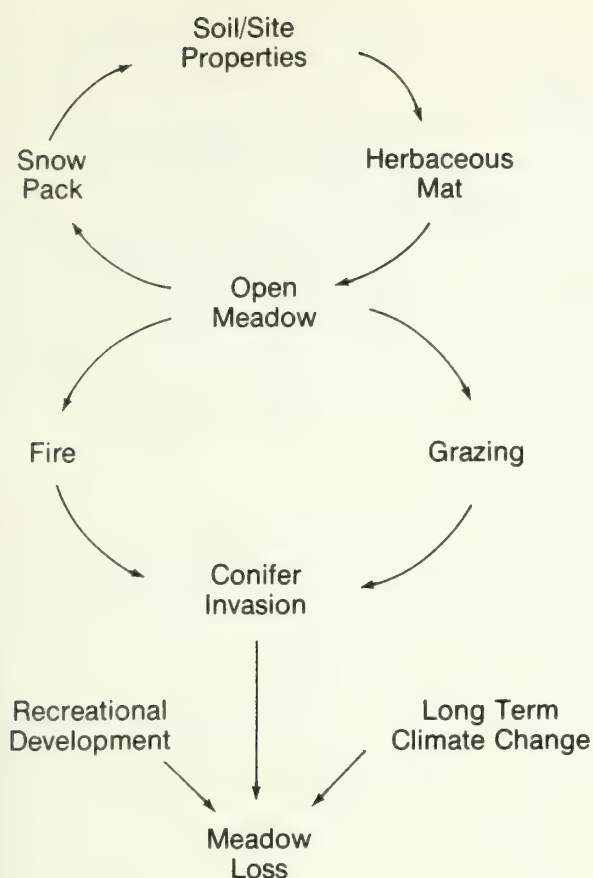 Soil/Site
Properties
Snow
Pack
Herbaceous
Mat
Open
Meadow
Fire
Grazing
Conifer
Invasion
Recreational
Development
Long Term
Climate Change
Meadow
Loss